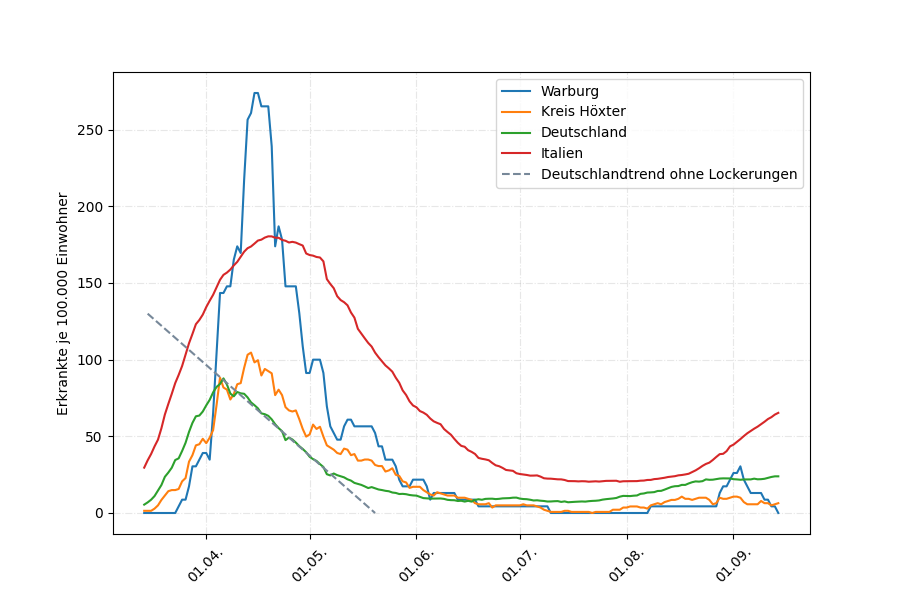 Warburg
Kreis Höxter
Deutschland
Italien
Deutschlandtrend ohne Lockerungen
Erkrankte je 100.000 Einwohner
250
200
150
100
50
0
01.04.
01.05.
01.06.
01.07.
01.08.
01.09.